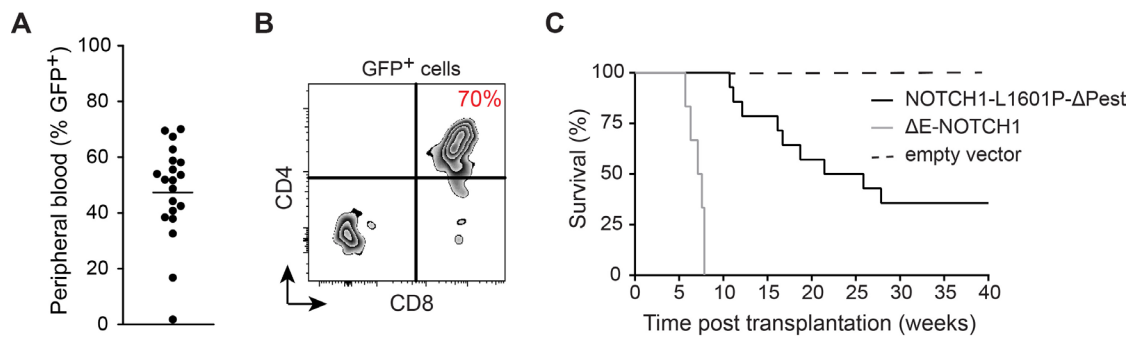 A
Peripheral blood (% GFP+)
100
80
60
40
20
0
B
GFP+ cells
70%
CD4
CD8
C
Survival (%)
100
75
50
25
0
0 5 10 15 20 25 30 35 40
Time post transplantation (weeks)
NOTCH1-L1601P-ΔPest
ΔE-NOTCH1
empty vector